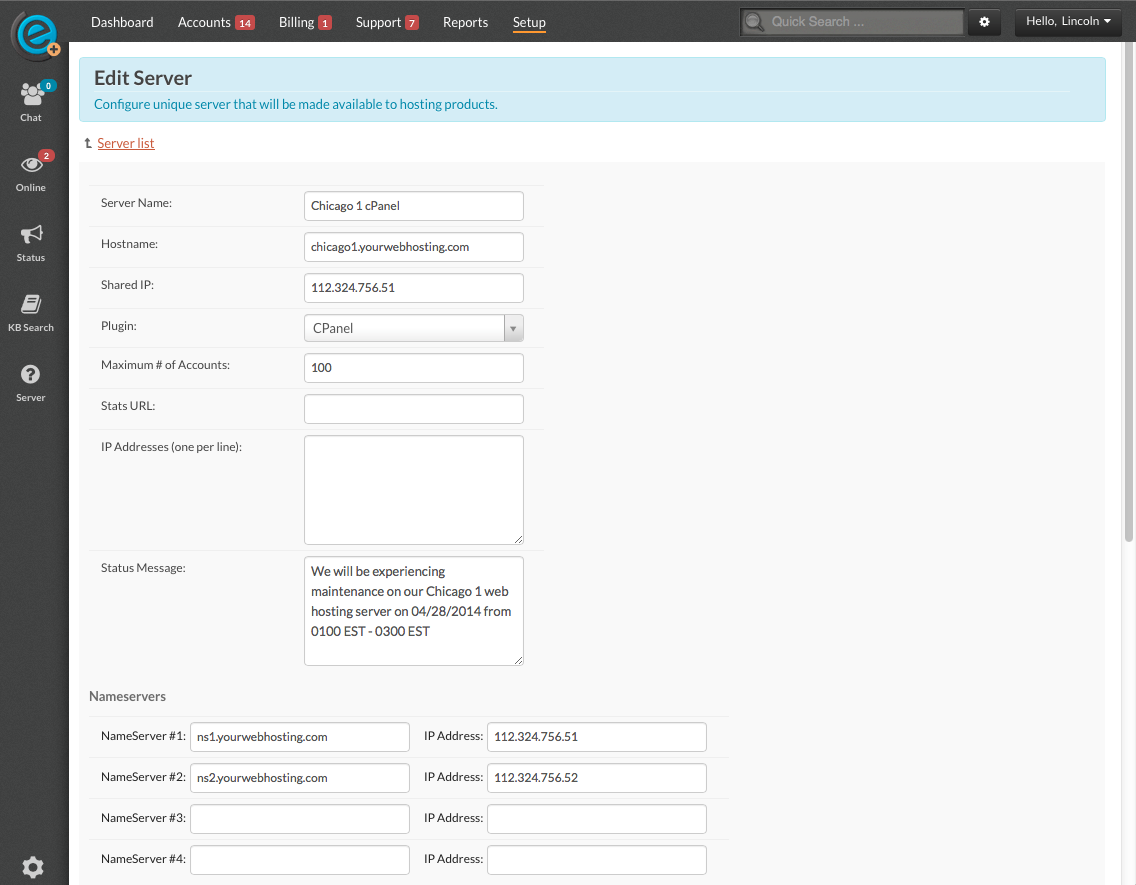 Dashboard Accounts 14 Billing 1 Support 7 Reports Setup Quick Search ... Hello, Lincoln
Edit Server
Configure unique server that will be made available to hosting products.
0
Chat
Server list
2
Online
Server Name: Chicago 1 cPanel
Hostname: chicago1.yourwebhosting.com
Status
Shared IP: 112.324.756.51
Plugin: CPanel
KB Search
Maximum # of Accounts: 100
Server
Stats URL:
IP Addresses (one per line):
Status Message: We will be experiencing
maintenance on our Chicago 1 web
hosting server on 04/28/2014 from
0100 EST - 0300 EST
Nameservers
NameServer #1: ns1.yourwebhosting.com IP Address: 112.324.756.51
NameServer #2: ns2.yourwebhosting.com IP Address: 112.324.756.52
NameServer #3: IP Address:
NameServer #4: IP Address: